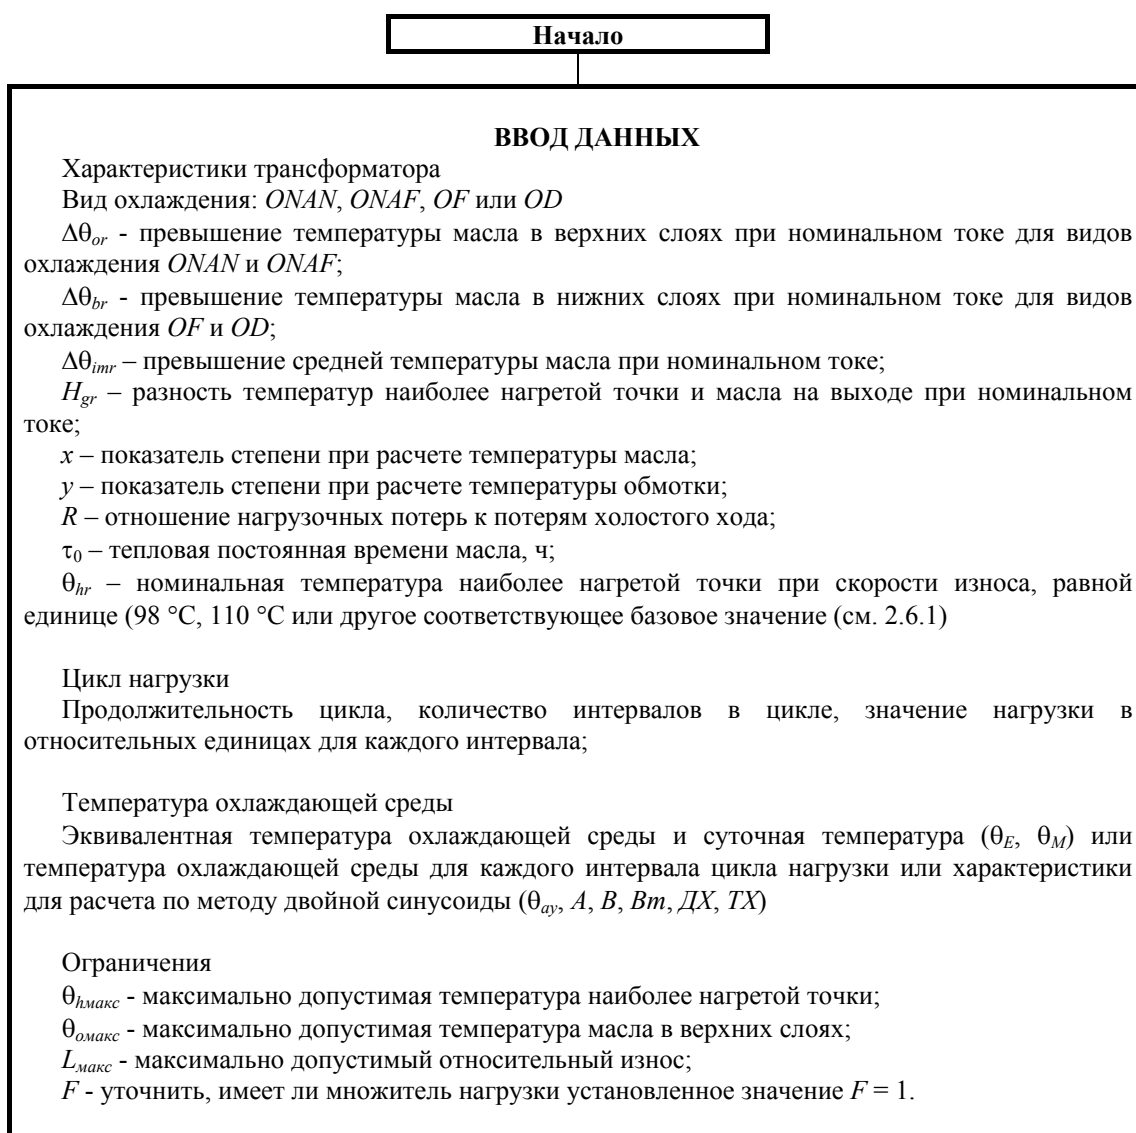 Начало
ВВОД ДАННЫХ
Характеристики трансформатора
Вид охлаждения: ONAN, ONAF, OF или OD
Δθor - превышение температуры масла в верхних слоях при номинальном токе для видов
охлаждения ONAN и ONAF;
Δθbr - превышение температуры масла в нижних слоях при номинальном токе для видов
охлаждения OF и OD;
Δθimr – превышение средней температуры масла при номинальном токе;
Hgr – разность температур наиболее нагретой точки и масла на выходе при номинальном
токе;
x – показатель степени при расчете температуры масла;
y – показатель степени при расчете температуры обмотки;
R – отношение нагрузочных потерь к потерям холостого хода;
τ0 – тепловая постоянная времени масла, ч;
θhr – номинальная температура наиболее нагретой точки при скорости износа, равной
единице (98 °С, 110 °С или другое соответствующее базовое значение (см. 2.6.1)
Цикл нагрузки
Продолжительность цикла, количество интервалов в цикле, значение нагрузки в
относительных единицах для каждого интервала;
Температура охлаждающей среды
Эквивалентная температура охлаждающей среды и суточная температура (θE, θM) или
температура охлаждающей среды для каждого интервала цикла нагрузки или характеристики
для расчета по методу двойной синусоиды (θay, A, B, Bm, ДX, TX)
Ограничения
θhмакс - максимально допустимая температура наиболее нагретой точки;
θoмакс - максимально допустимая температура масла в верхних слоях;
Lмакс - максимально допустимый относительный износ;
F - уточнить, имеет ли множитель нагрузки установленное значение F = 1.